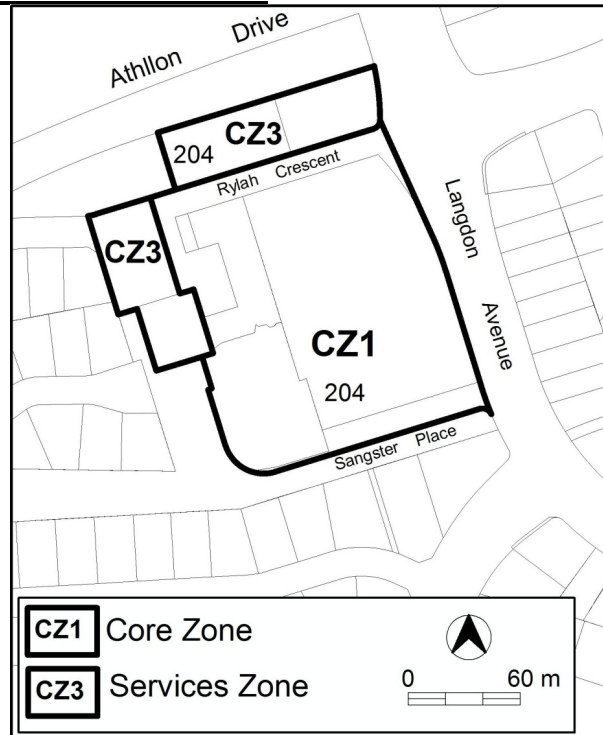 Athllon Drive
CZ3
204
Rylah Crescent
CZ3
Langdon Avenue
CZ1
204
Sangster Place
CZ1 Core Zone
CZ3 Services Zone
0 60 m